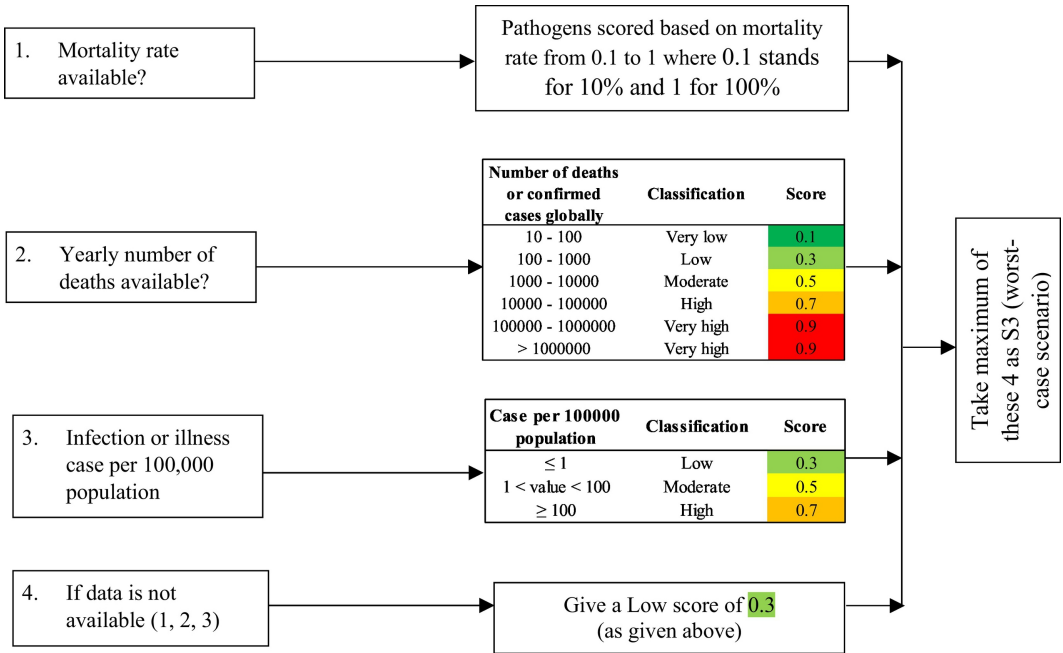 1. Mortality rate
available?
Pathogens scored based on mortality
rate from 0.1 to 1 where 0.1 stands
for 10% and 1 for 100%
2. Yearly number of
deaths available?
Number of deaths
or confirmed
cases globally
Classification
Score
10 - 100 Very low 0.1
100 - 1000 Low 0.3
1000 - 10000 Moderate 0.5
10000 - 100000 High 0.7
100000 - 1000000 Very high 0.9
> 1000000 Very high 0.9
3. Infection or illness
case per 100,000
population
Case per 100000
population
Classification
Score
≤ 1 Low 0.3
1 < value < 100 Moderate 0.5
≥ 100 High 0.7
4. If data is not
available (1, 2, 3)
Give a Low score of 0.3
(as given above)
Take maximum of
these 4 as S3 (worst-
case scenario)